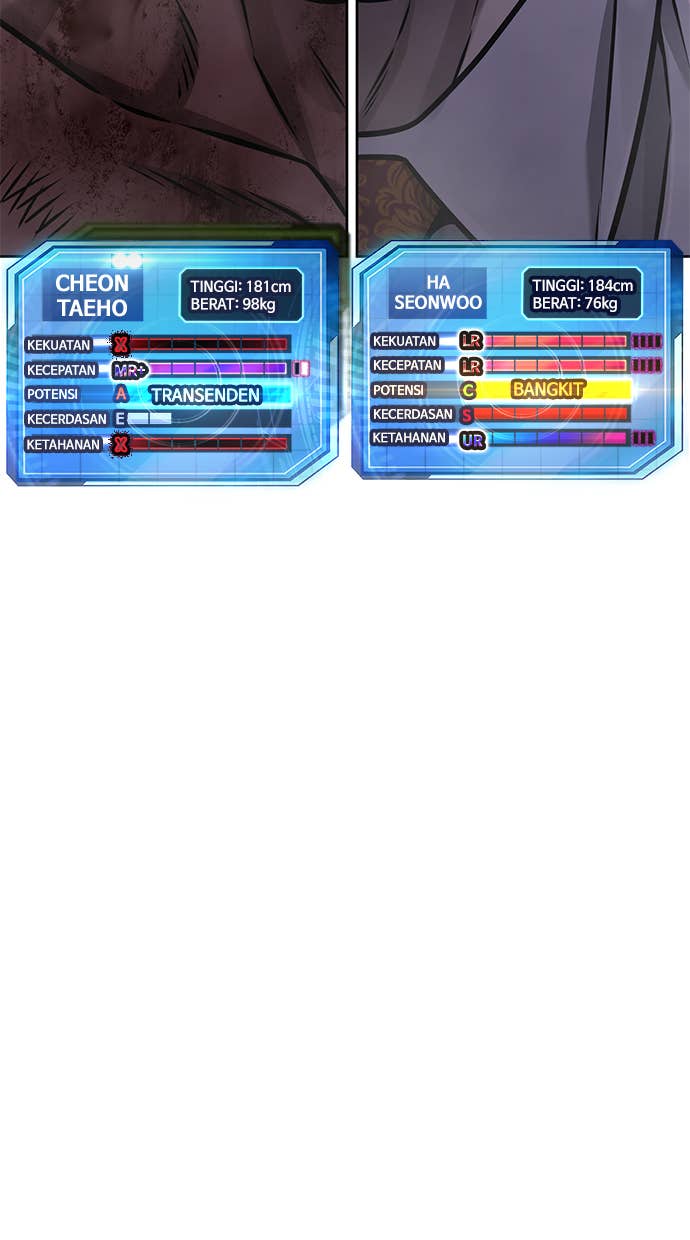 CHEON
TAEHO
TINGGI: 181cm
BERAT: 98kg
KEKUATAN X
KECEPATAN MR+
POTENSI A TRANSENDEN
KECERDASAN E
KETAHANAN X
HA
SEONWOO
TINGGI: 184cm
BERAT: 76kg
KEKUATAN LR
KECEPATAN LR
POTENSI C BANGKIT
KECERDASAN S
KETAHANAN UR